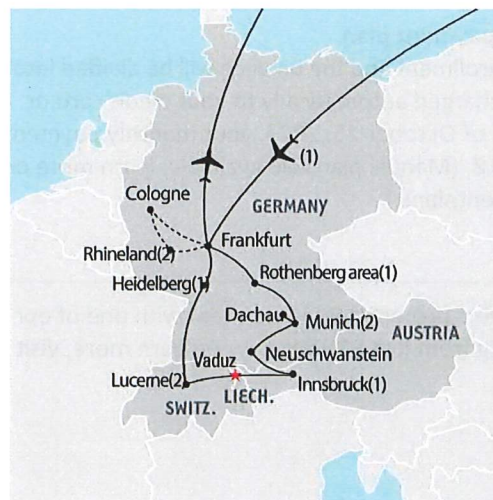 (1)
Cologne
GERMANY
Frankfurt
Rhineland(2)
Rothenberg area(1)
Heidelberg(1)
Dachau
Munich(2)
AUSTRIA
Vaduz
Neuschwanstein
Lucerne(2)
Innsbruck(1)
SWITZ.
LIECH.